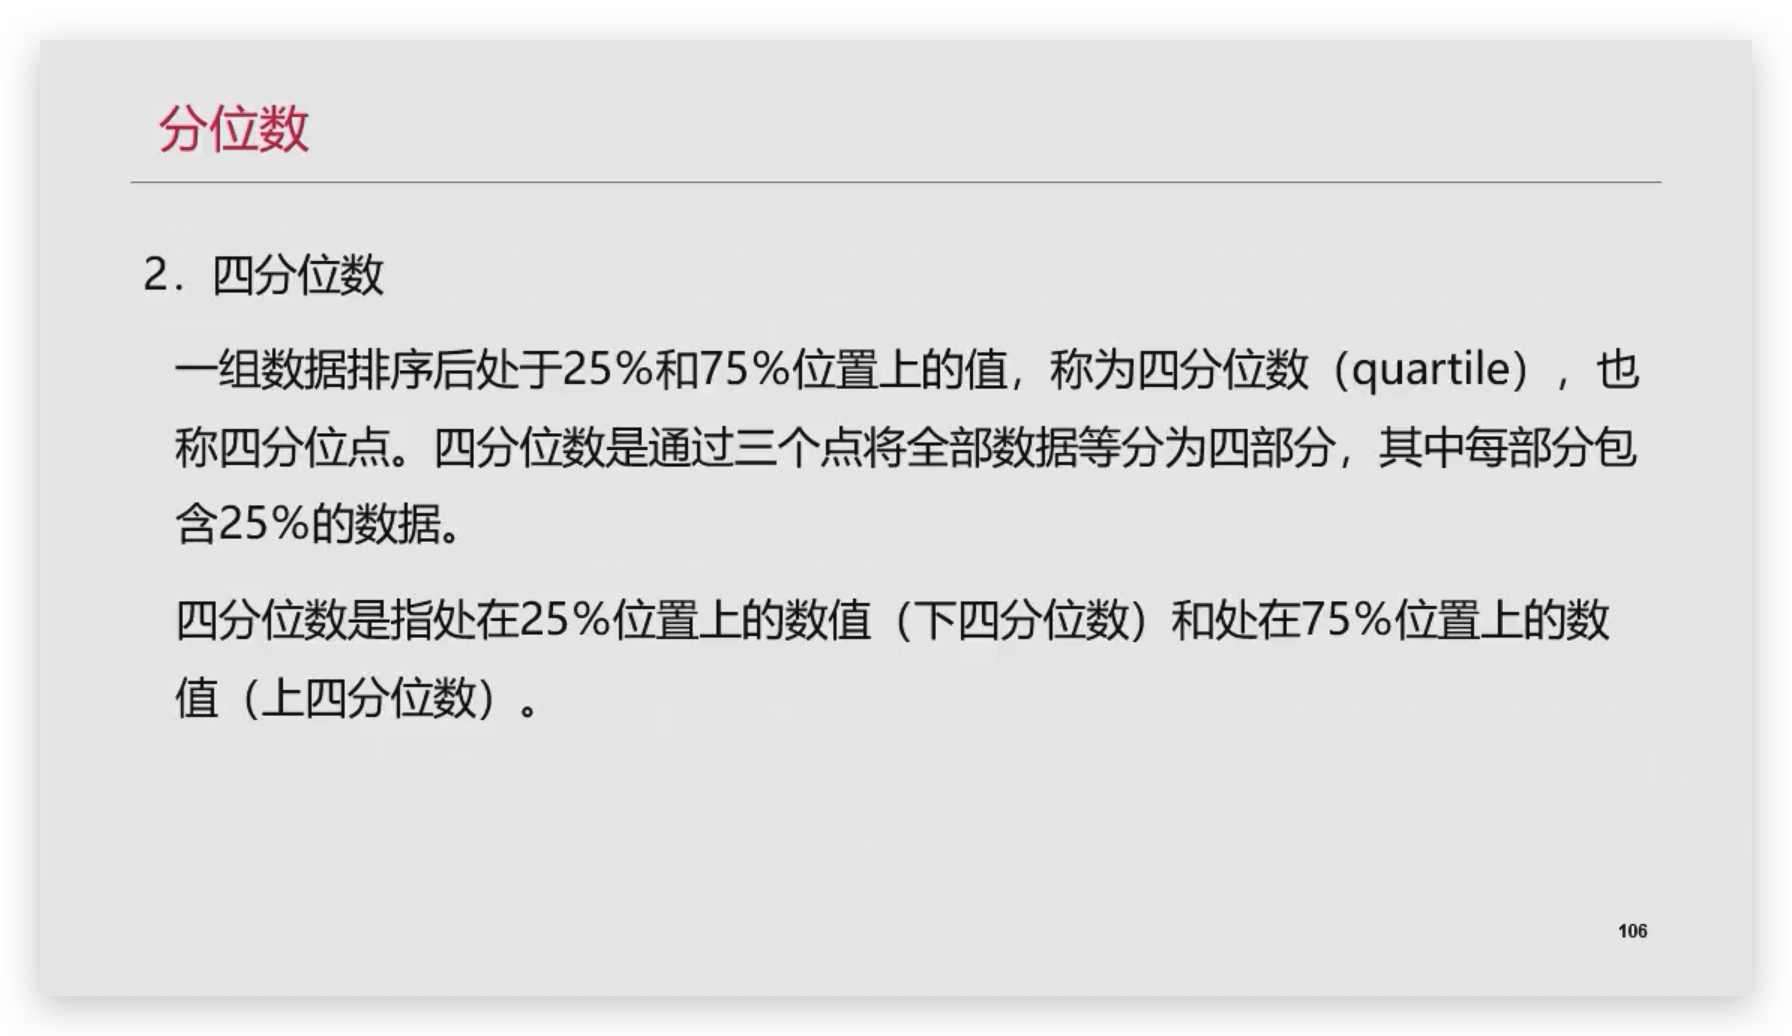 分位数
2. 四分位数
一组数据排序后处于25%和75%位置上的值，称为四分位数（quartile），也
称四分位点。四分位数是通过三个点将全部数据等分为四部分，其中每部分包
含25%的数据。
四分位数是指处在25%位置上的数值（下四分位数）和处在75%位置上的数
值（上四分位数）。
106